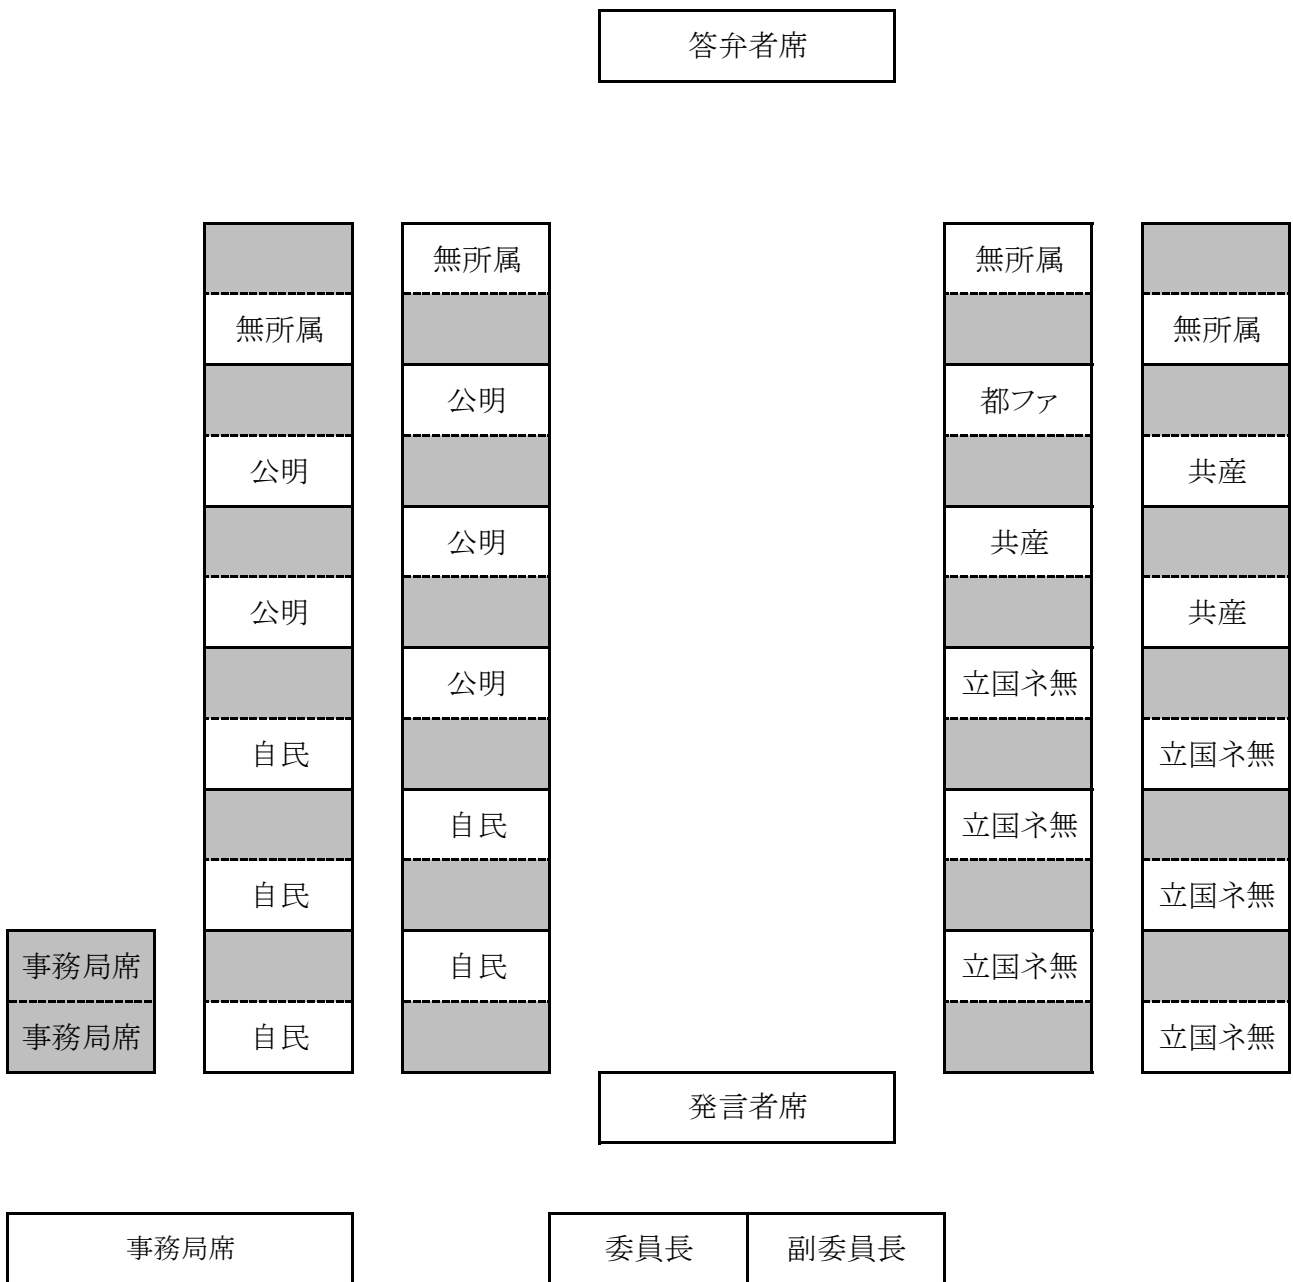 答弁者席
無所属 無所属
無所属 無所属
公明 都ファ
公明 共産
公明 共産
公明 共産
公明 立国ネ無
自民 立国ネ無
自民 立国ネ無
自民 立国ネ無
事務局席 自民 立国ネ無
事務局席 自民 立国ネ無
発言者席
事務局席 委員長 副委員長